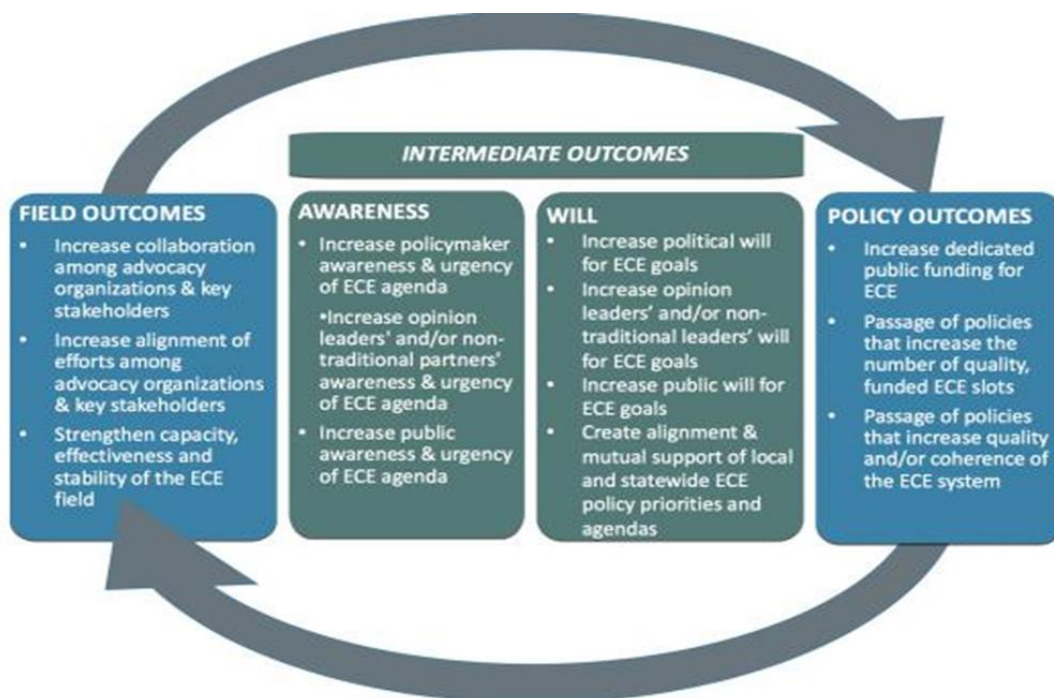 INTERMEDIATE OUTCOMES
FIELD OUTCOMES
• Increase collaboration
among advocacy
organizations & key
stakeholders
• Increase alignment of
efforts among
advocacy organizations
& key stakeholders
• Strengthen capacity,
effectiveness and
stability of the ECE
field
AWARENESS
• Increase policymaker
awareness & urgency
of ECE agenda
•Increase opinion
leaders' and/or non-
traditional partners'
awareness & urgency
of ECE agenda
• Increase public
awareness & urgency
of ECE agenda
WILL
• Increase political will
for ECE goals
• Increase opinion
leaders’ and/or non-
traditional leaders’ will
for ECE goals
• Increase public will for
ECE goals
• Create alignment &
mutual support of local
and statewide ECE
policy priorities and
agendas
POLICY OUTCOMES
• Increase dedicated
public funding for
ECE
• Passage of policies
that increase the
number of quality,
funded ECE slots
• Passage of policies
that increase quality
and/or coherence of
the ECE system